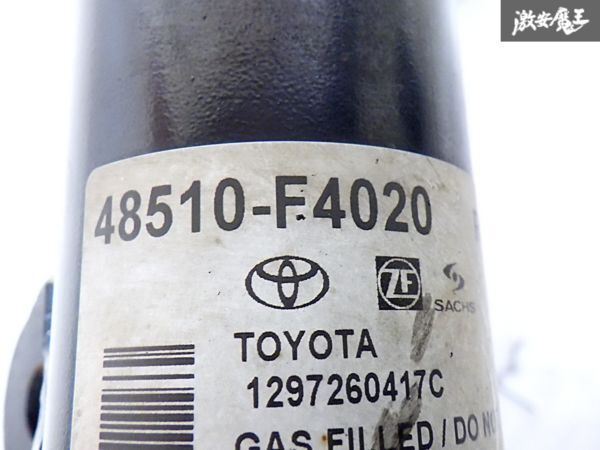 激安魔王
48510-F4020
ZF
SACHS
TOYOTA
1297260417C
GAS FILLED / DO NO